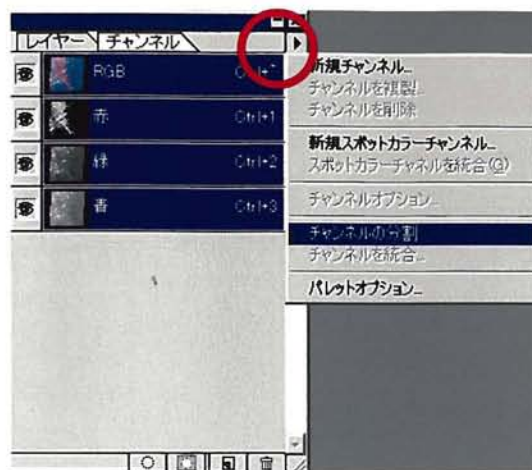 レイヤー チャンネル
RGB Ctrl+~
赤 Ctrl+1
緑 Ctrl+2
青 Ctrl+3
新規チャンネル...
チャンネルを複製...
チャンネルを削除
新規スポットカラーチャンネル...
スポットカラーチャネルを統合(G)
チャンネルオプション...
チャンネルの分割
チャンネルを統合...
パレットオプション...